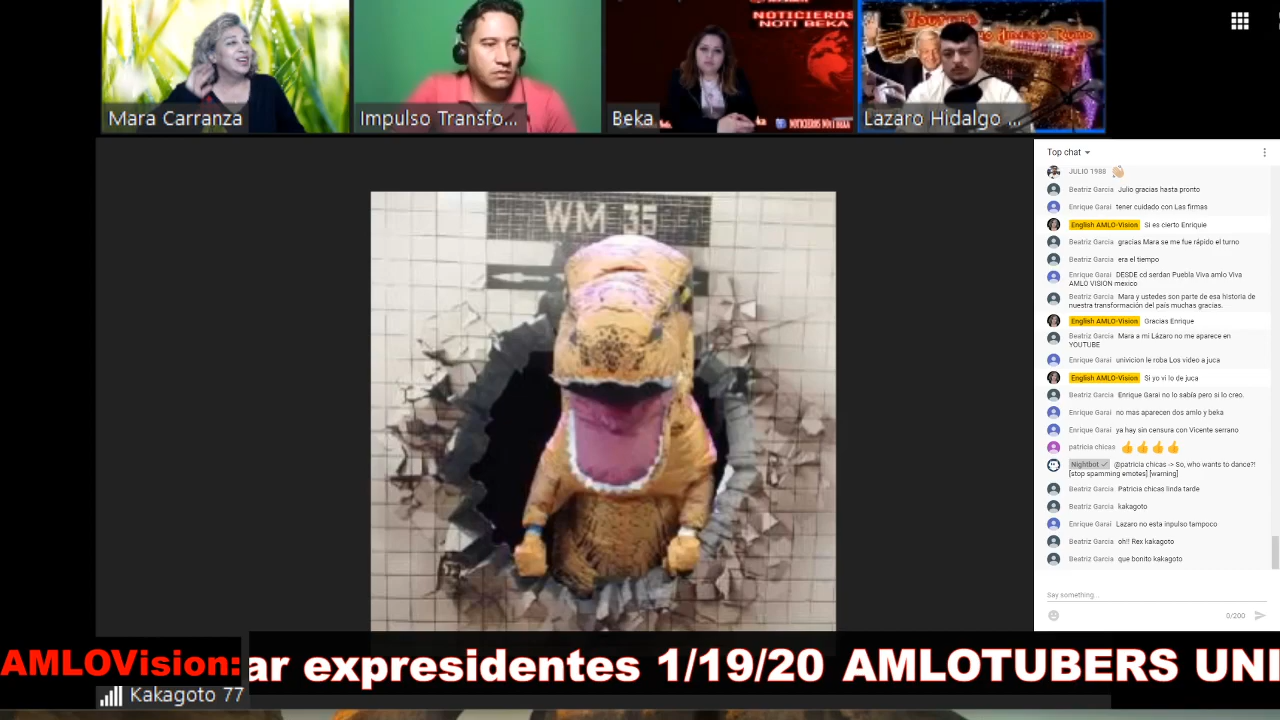 NOTICIEROS
NOTI BEKA
Mara Carranza
Impulso Transfo...
Beka
NOTICIEROS NOTI BEKA
Lazaro Hidalgo ...
WM 35
Top chat
JULIO 1988
Beatriz Garcia Julio gracias hasta pronto
Enrique Garai tener cuidado con Las firmas
English AMLO-Vision Si es cierto Enriquie
Beatriz Garcia gracias Mara se me fue rápido el turno
Beatriz Garcia era el tiempo
Enrique Garai DESDE cd serdan Puebla Viva amlo Viva
AMLO VISION mexico
Beatriz Garcia Mara y ustedes son parte de esa historia de
nuestra transformación del país muchas gracias.
English AMLO-Vision Gracias Enrique
Beatriz Garcia Mara a mí Lázaro no me aparece en
YOUTUBE
Enrique Garai univicion le roba Los video a juca
English AMLO-Vision Si yo vi lo de juca
Beatriz Garcia Enrique Garai no lo sabía pero si lo creo.
Enrique Garai no mas aparecen dos amlo y beka
Enrique Garai ya hay sin censura con Vicente serrano
patricia chicas 👍👍👍👍
Nightbot @patricia chicas -> So, who wants to dance?!
[stop spamming emotes] [warning]
Beatriz Garcia Patricia chicas linda tarde
Beatriz Garcia kakagoto
Enrique Garai Lazaro no esta inpulso tampoco
Beatriz Garcia oh!! Rex kakagoto
Beatriz Garcia que bonito kakagoto
Say something...
0/200
AMLOVision: ar expresidentes 1/19/20 AMLOTUBERS UNI
Kakagoto 77